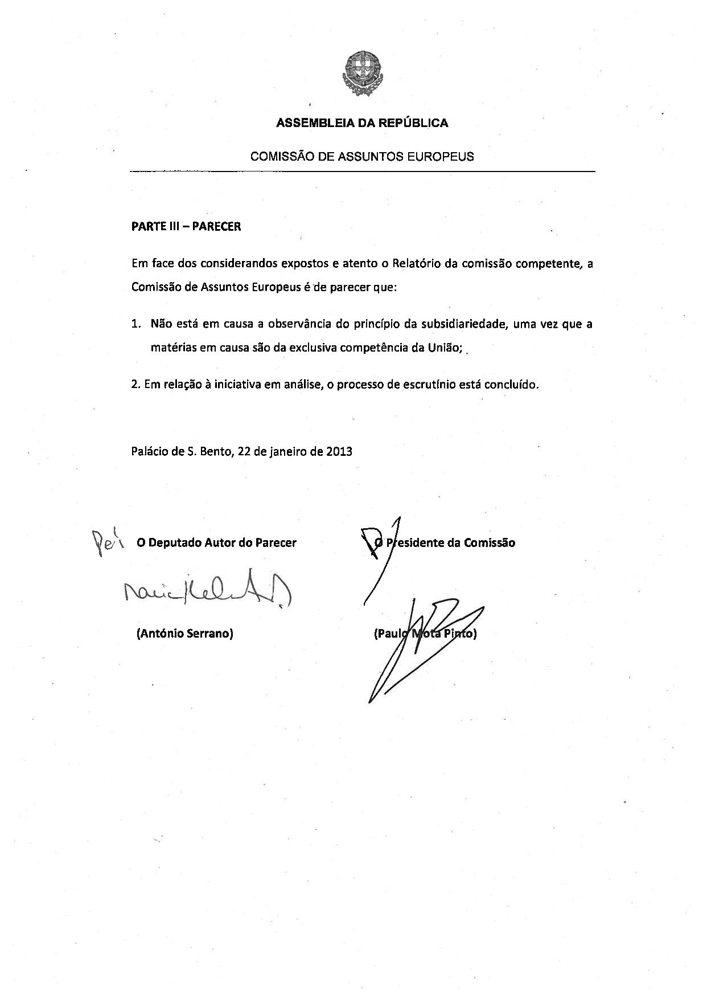 ASSEMBLEIA DA REPÚBLICA
COMISSÃO DE ASSUNTOS EUROPEUS
PARTE III – PARECER
Em face dos considerandos expostos e atento o Relatório da comissão competente, a
Comissão de Assuntos Europeus é de parecer que:
1. Não está em causa a observância do princípio da subsidiariedade, uma vez que a
matérias em causa são da exclusiva competência da União;
2. Em relação à iniciativa em análise, o processo de escrutínio está concluído.
Palácio de S. Bento, 22 de janeiro de 2013
O Deputado Autor do Parecer
O Presidente da Comissão
(António Serrano)
(Paulo Mota Pinto)